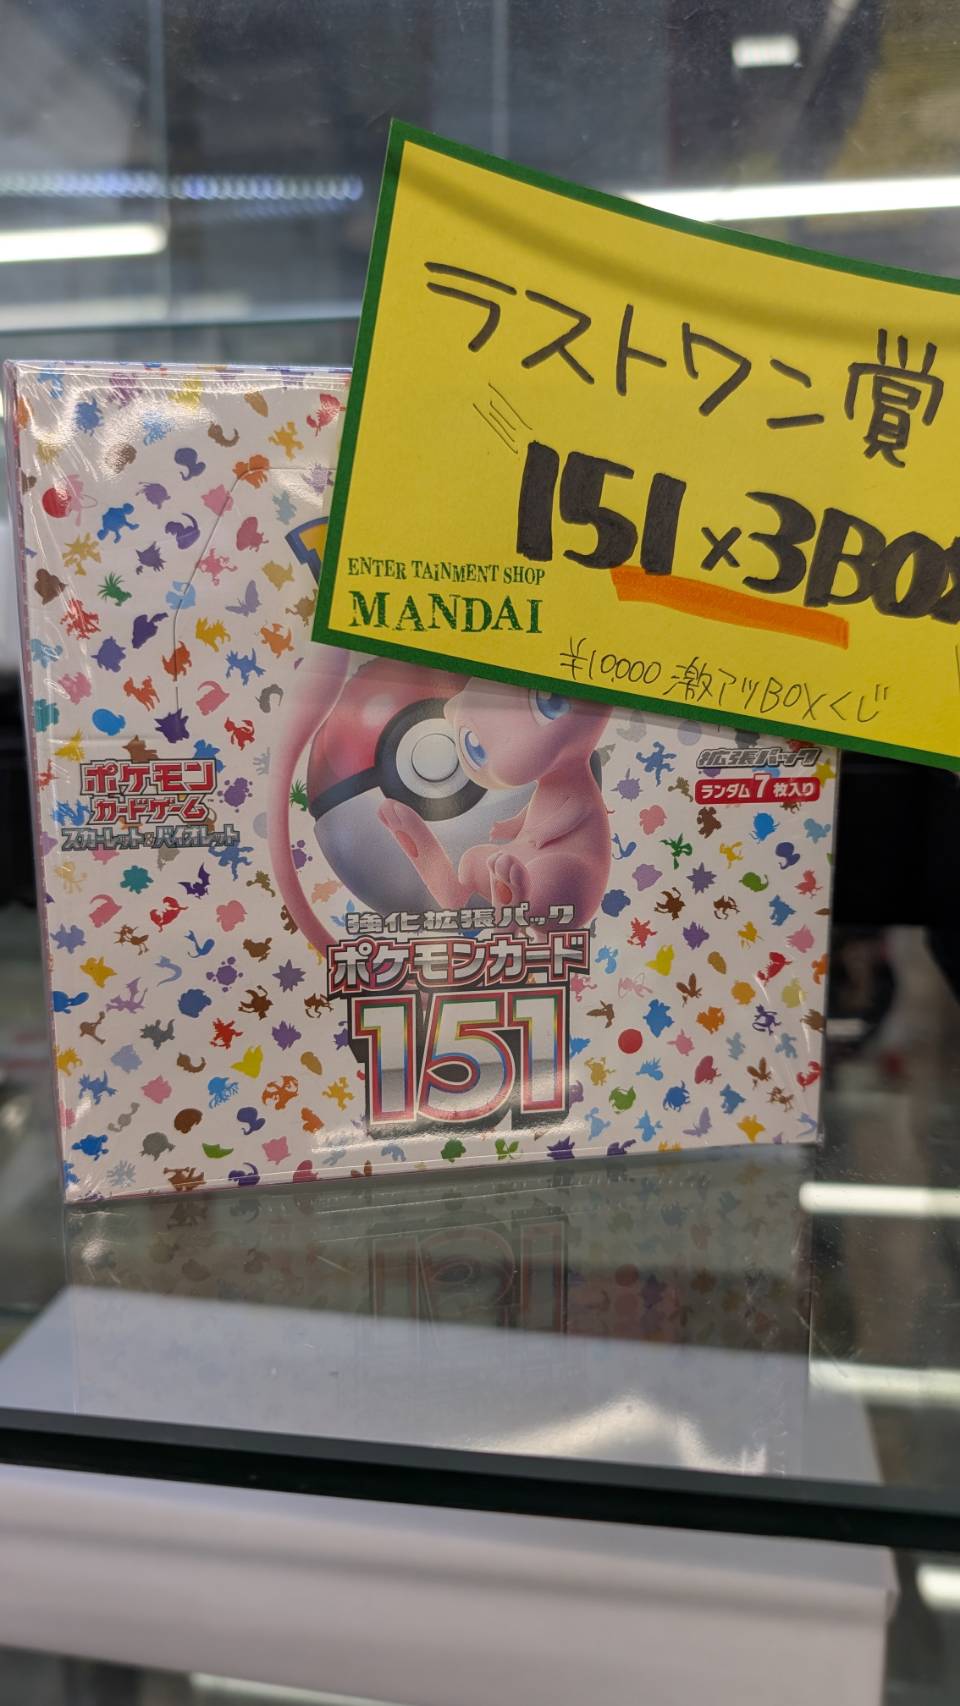 ラストワン賞
151×3BOX
ENTERTAINMENT SHOP
MANDAI
¥10,000 激アツBOXくじ
拡張パック
ランダム7枚入り
ポケモン
カードゲーム
スカーレット&バイオレット
強化拡張パック
ポケモンカード
151